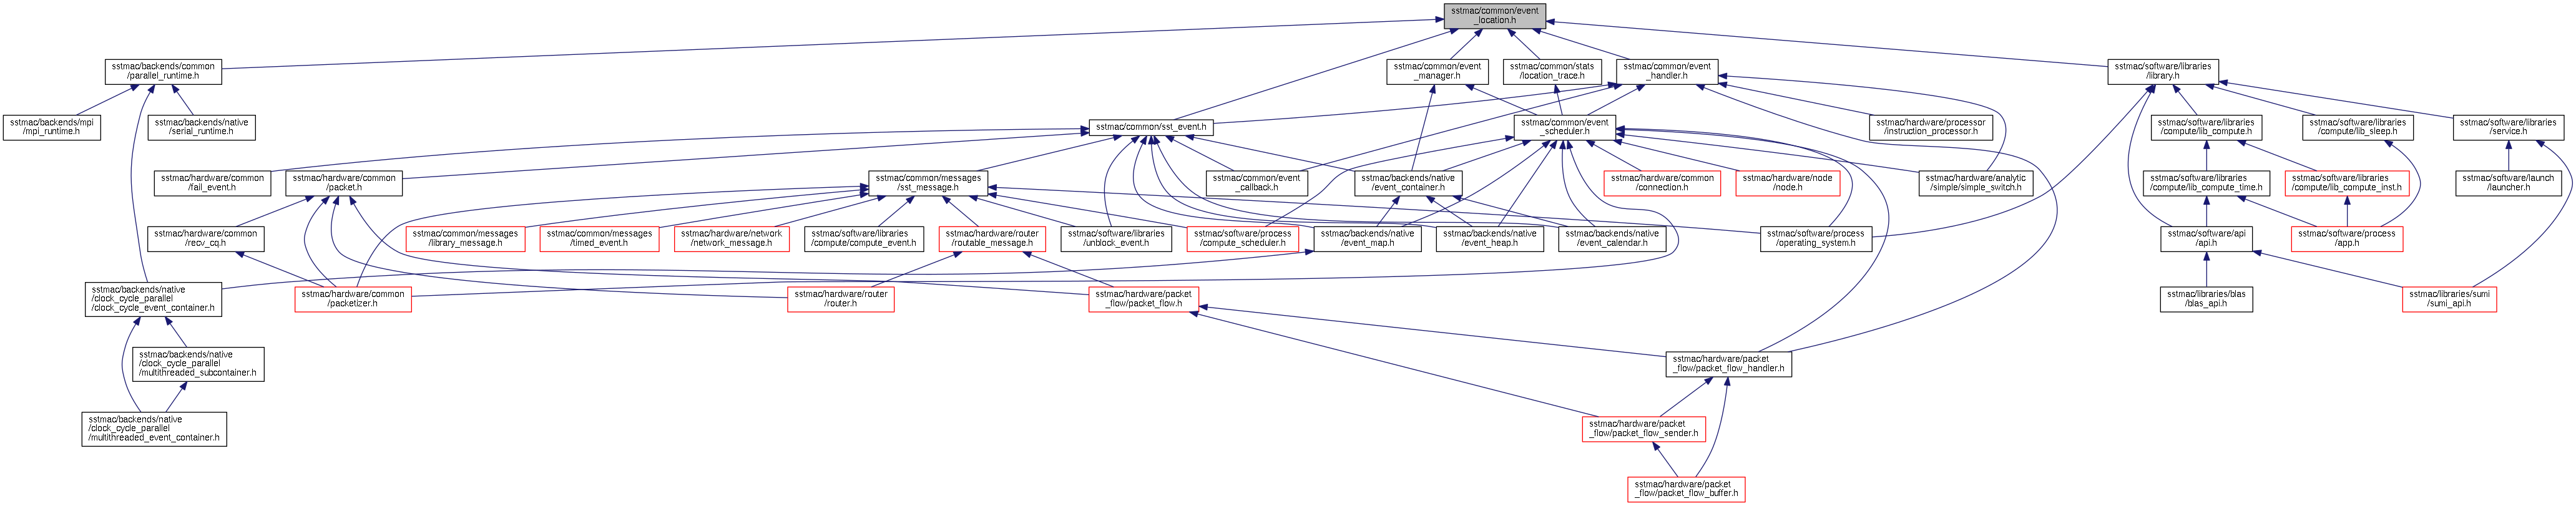 sstmac/common/event
_location.h
sstmac/backends/common
/parallel_runtime.h
sstmac/common/event
_manager.h
sstmac/common/stats
/location_trace.h
sstmac/common/event
_handler.h
sstmac/software/libraries
/library.h
sstmac/backends/mpi
/mpi_runtime.h
sstmac/backends/native
/serial_runtime.h
sstmac/common/sst_event.h
sstmac/common/event
_scheduler.h
sstmac/hardware/processor
/instruction_processor.h
sstmac/software/libraries
/compute/lib_compute.h
sstmac/software/libraries
/compute/lib_sleep.h
sstmac/software/libraries
/service.h
sstmac/hardware/common
/fail_event.h
sstmac/hardware/common
/packet.h
sstmac/common/messages
/sst_message.h
sstmac/common/event
_callback.h
sstmac/backends/native
/event_container.h
sstmac/hardware/common
/connection.h
sstmac/hardware/node
/node.h
sstmac/hardware/analytic
/simple/simple_switch.h
sstmac/software/libraries
/compute/lib_compute_time.h
sstmac/software/libraries
/compute/lib_compute_inst.h
sstmac/software/launch
/launcher.h
sstmac/hardware/common
/recv_cq.h
sstmac/common/messages
/library_message.h
sstmac/common/messages
/timed_event.h
sstmac/hardware/network
/network_message.h
sstmac/software/libraries
/compute/compute_event.h
sstmac/hardware/router
/routable_message.h
sstmac/software/libraries
/unblock_event.h
sstmac/software/process
/compute_scheduler.h
sstmac/backends/native
/event_map.h
sstmac/backends/native
/event_heap.h
sstmac/backends/native
/event_calendar.h
sstmac/software/process
/operating_system.h
sstmac/software/api
/api.h
sstmac/software/process
/app.h
sstmac/backends/native
/clock_cycle_parallel
/clock_cycle_event_container.h
sstmac/hardware/common
/packetizer.h
sstmac/hardware/router
/router.h
sstmac/hardware/packet
_flow/packet_flow.h
sstmac/libraries/blas
/blas_api.h
sstmac/libraries/sumi
/sumi_api.h
sstmac/backends/native
/clock_cycle_parallel
/multithreaded_subcontainer.h
sstmac/hardware/packet
_flow/packet_flow_handler.h
sstmac/backends/native
/clock_cycle_parallel
/multithreaded_event_container.h
sstmac/hardware/packet
_flow/packet_flow_sender.h
sstmac/hardware/packet
_flow/packet_flow_buffer.h